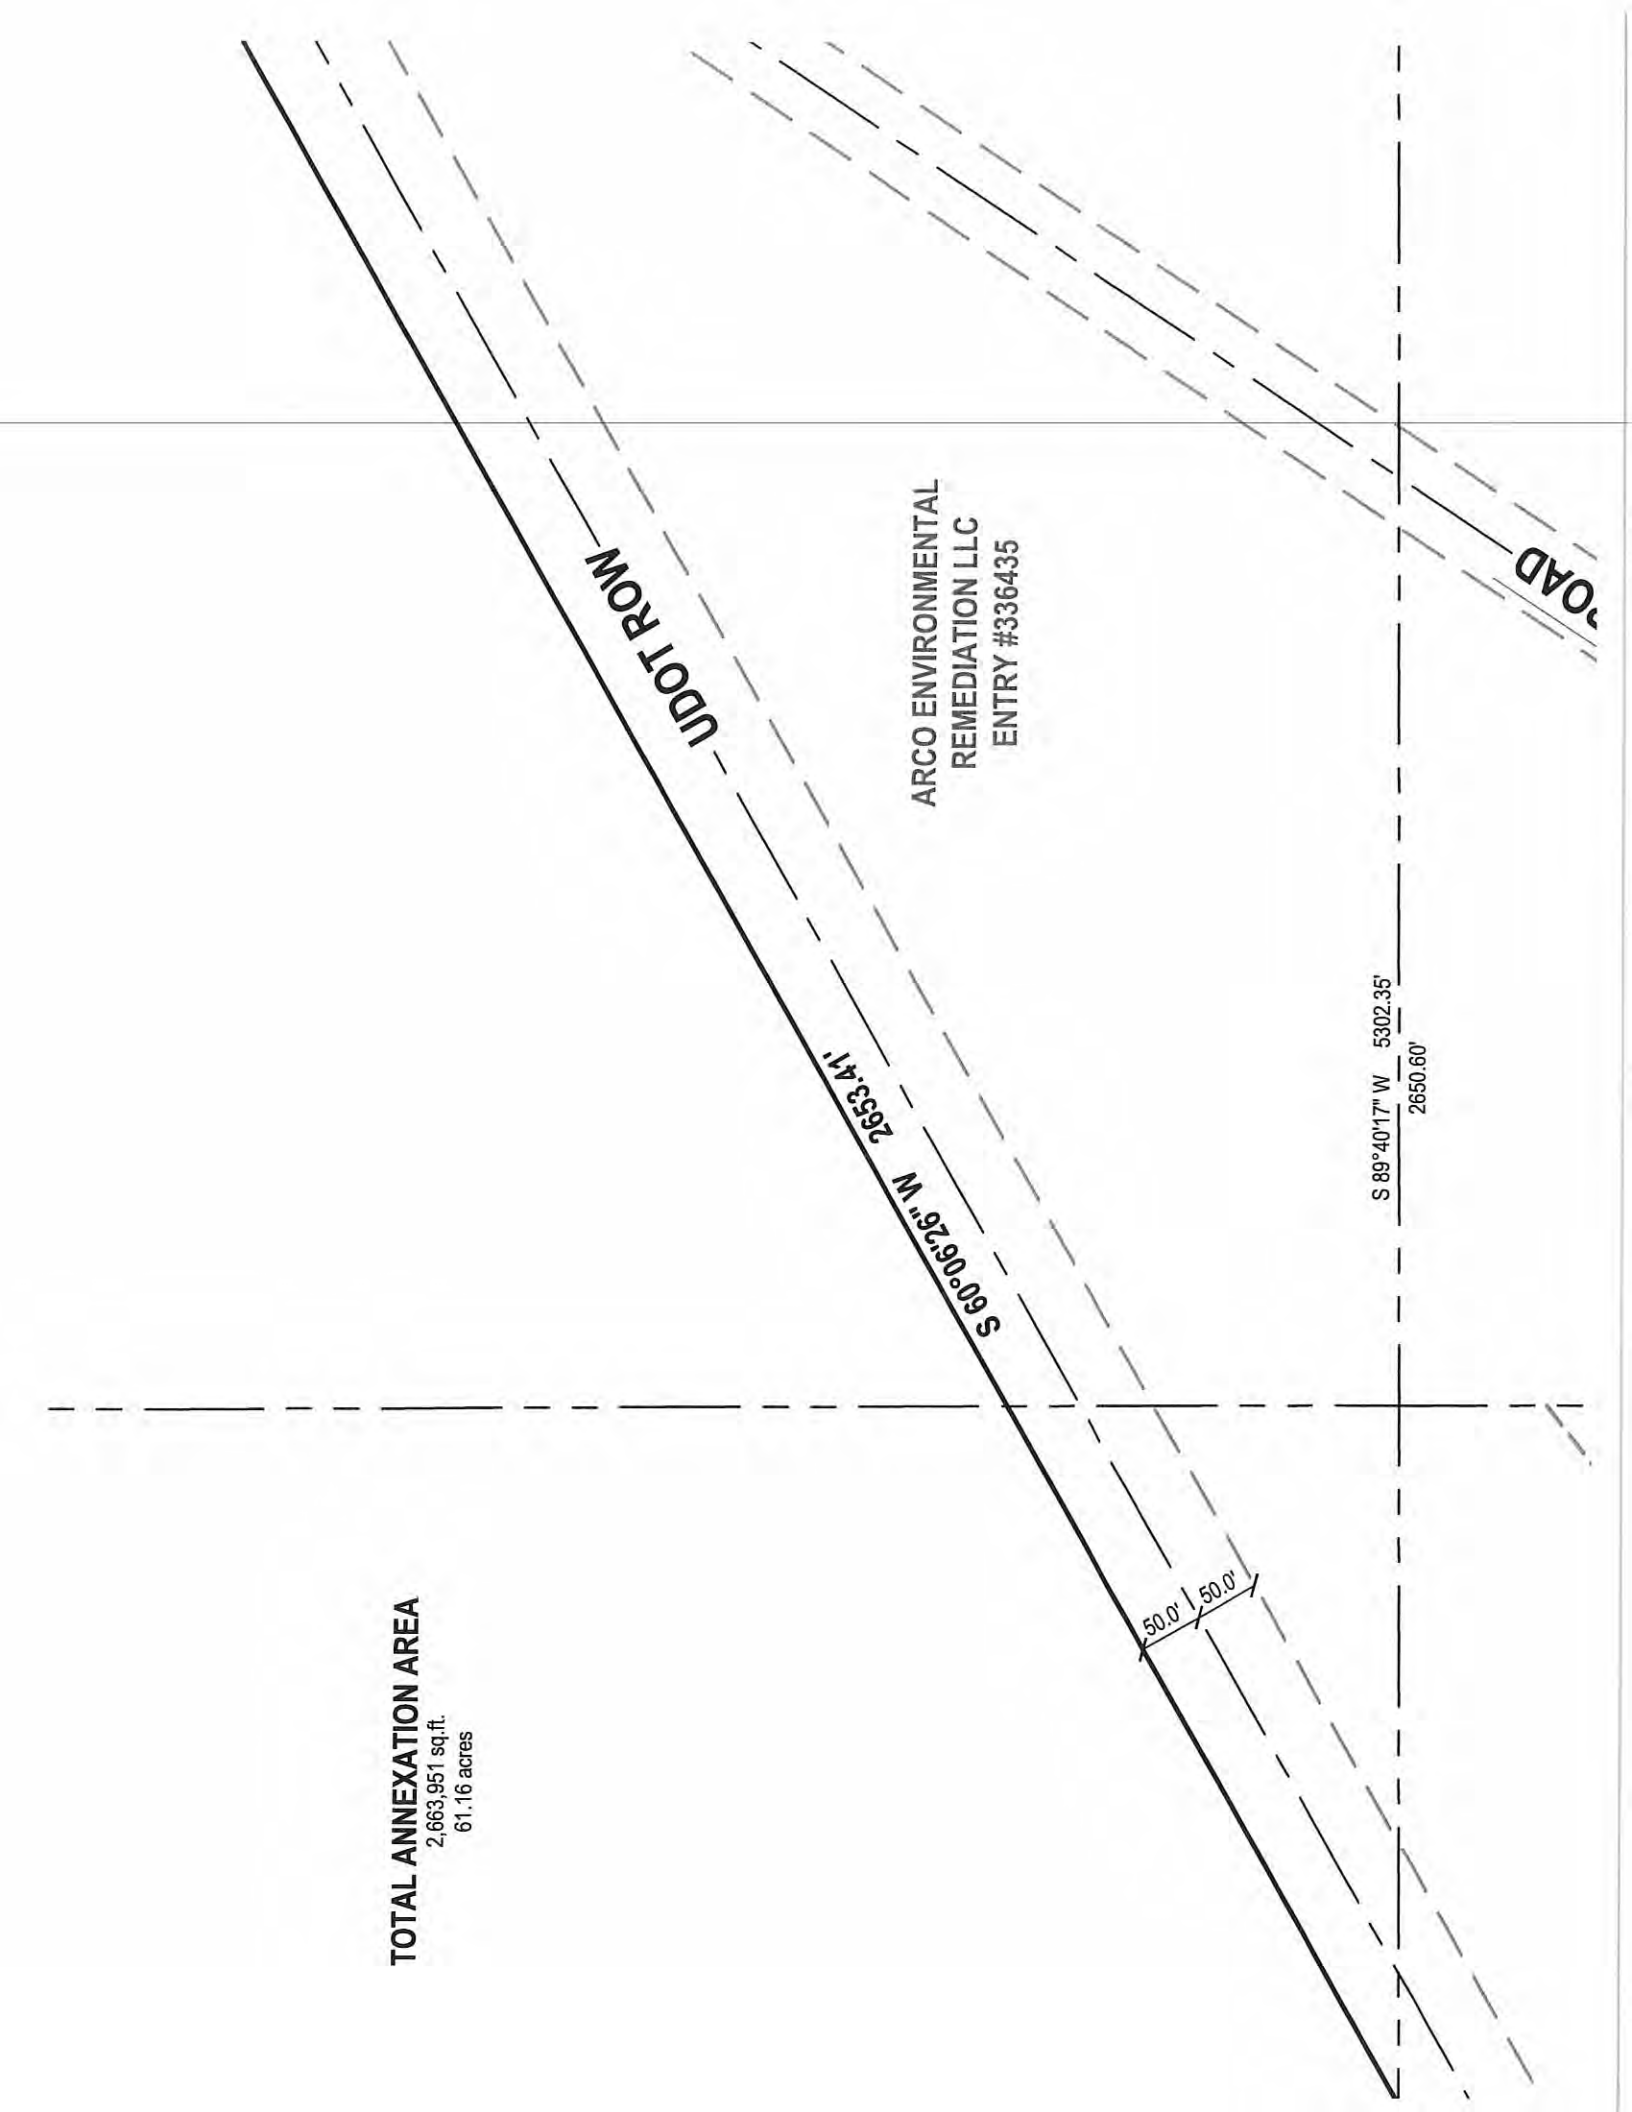 TOTAL ANNEXATION AREA
2,663,951 sq.ft.
61.16 acres
UDOT ROW
S 60°06'26" W 2653.41'
50.0'
50.0'
ARCO ENVIRONMENTAL
REMEDIATION LLC
ENTRY #336435
S 89°40'17" W 5302.35'
2650.60'
OAD